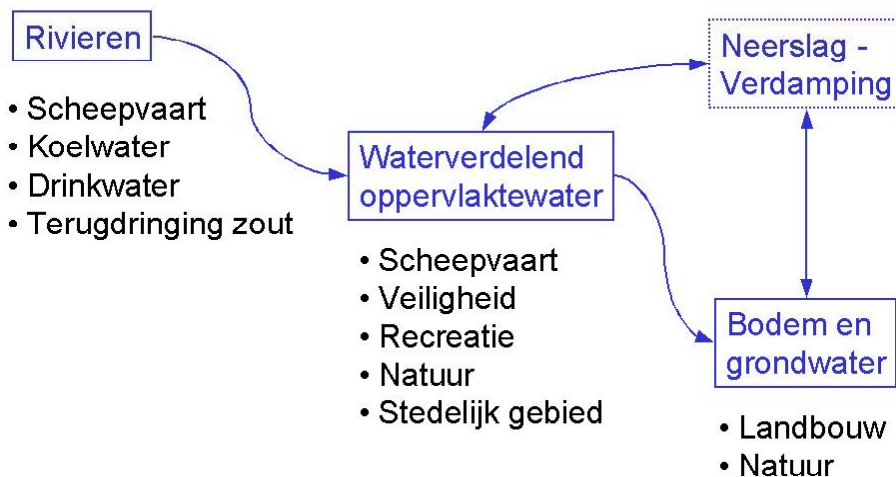 Rivieren
• Scheepvaart
• Koelwater
• Drinkwater
• Terugdringing zout
Waterverdelend
oppervlaktewater
• Scheepvaart
• Veiligheid
• Recreatie
• Natuur
• Stedelijk gebied
Neerslag -
Verdamping
Bodem en
grondwater
• Landbouw
• Natuur